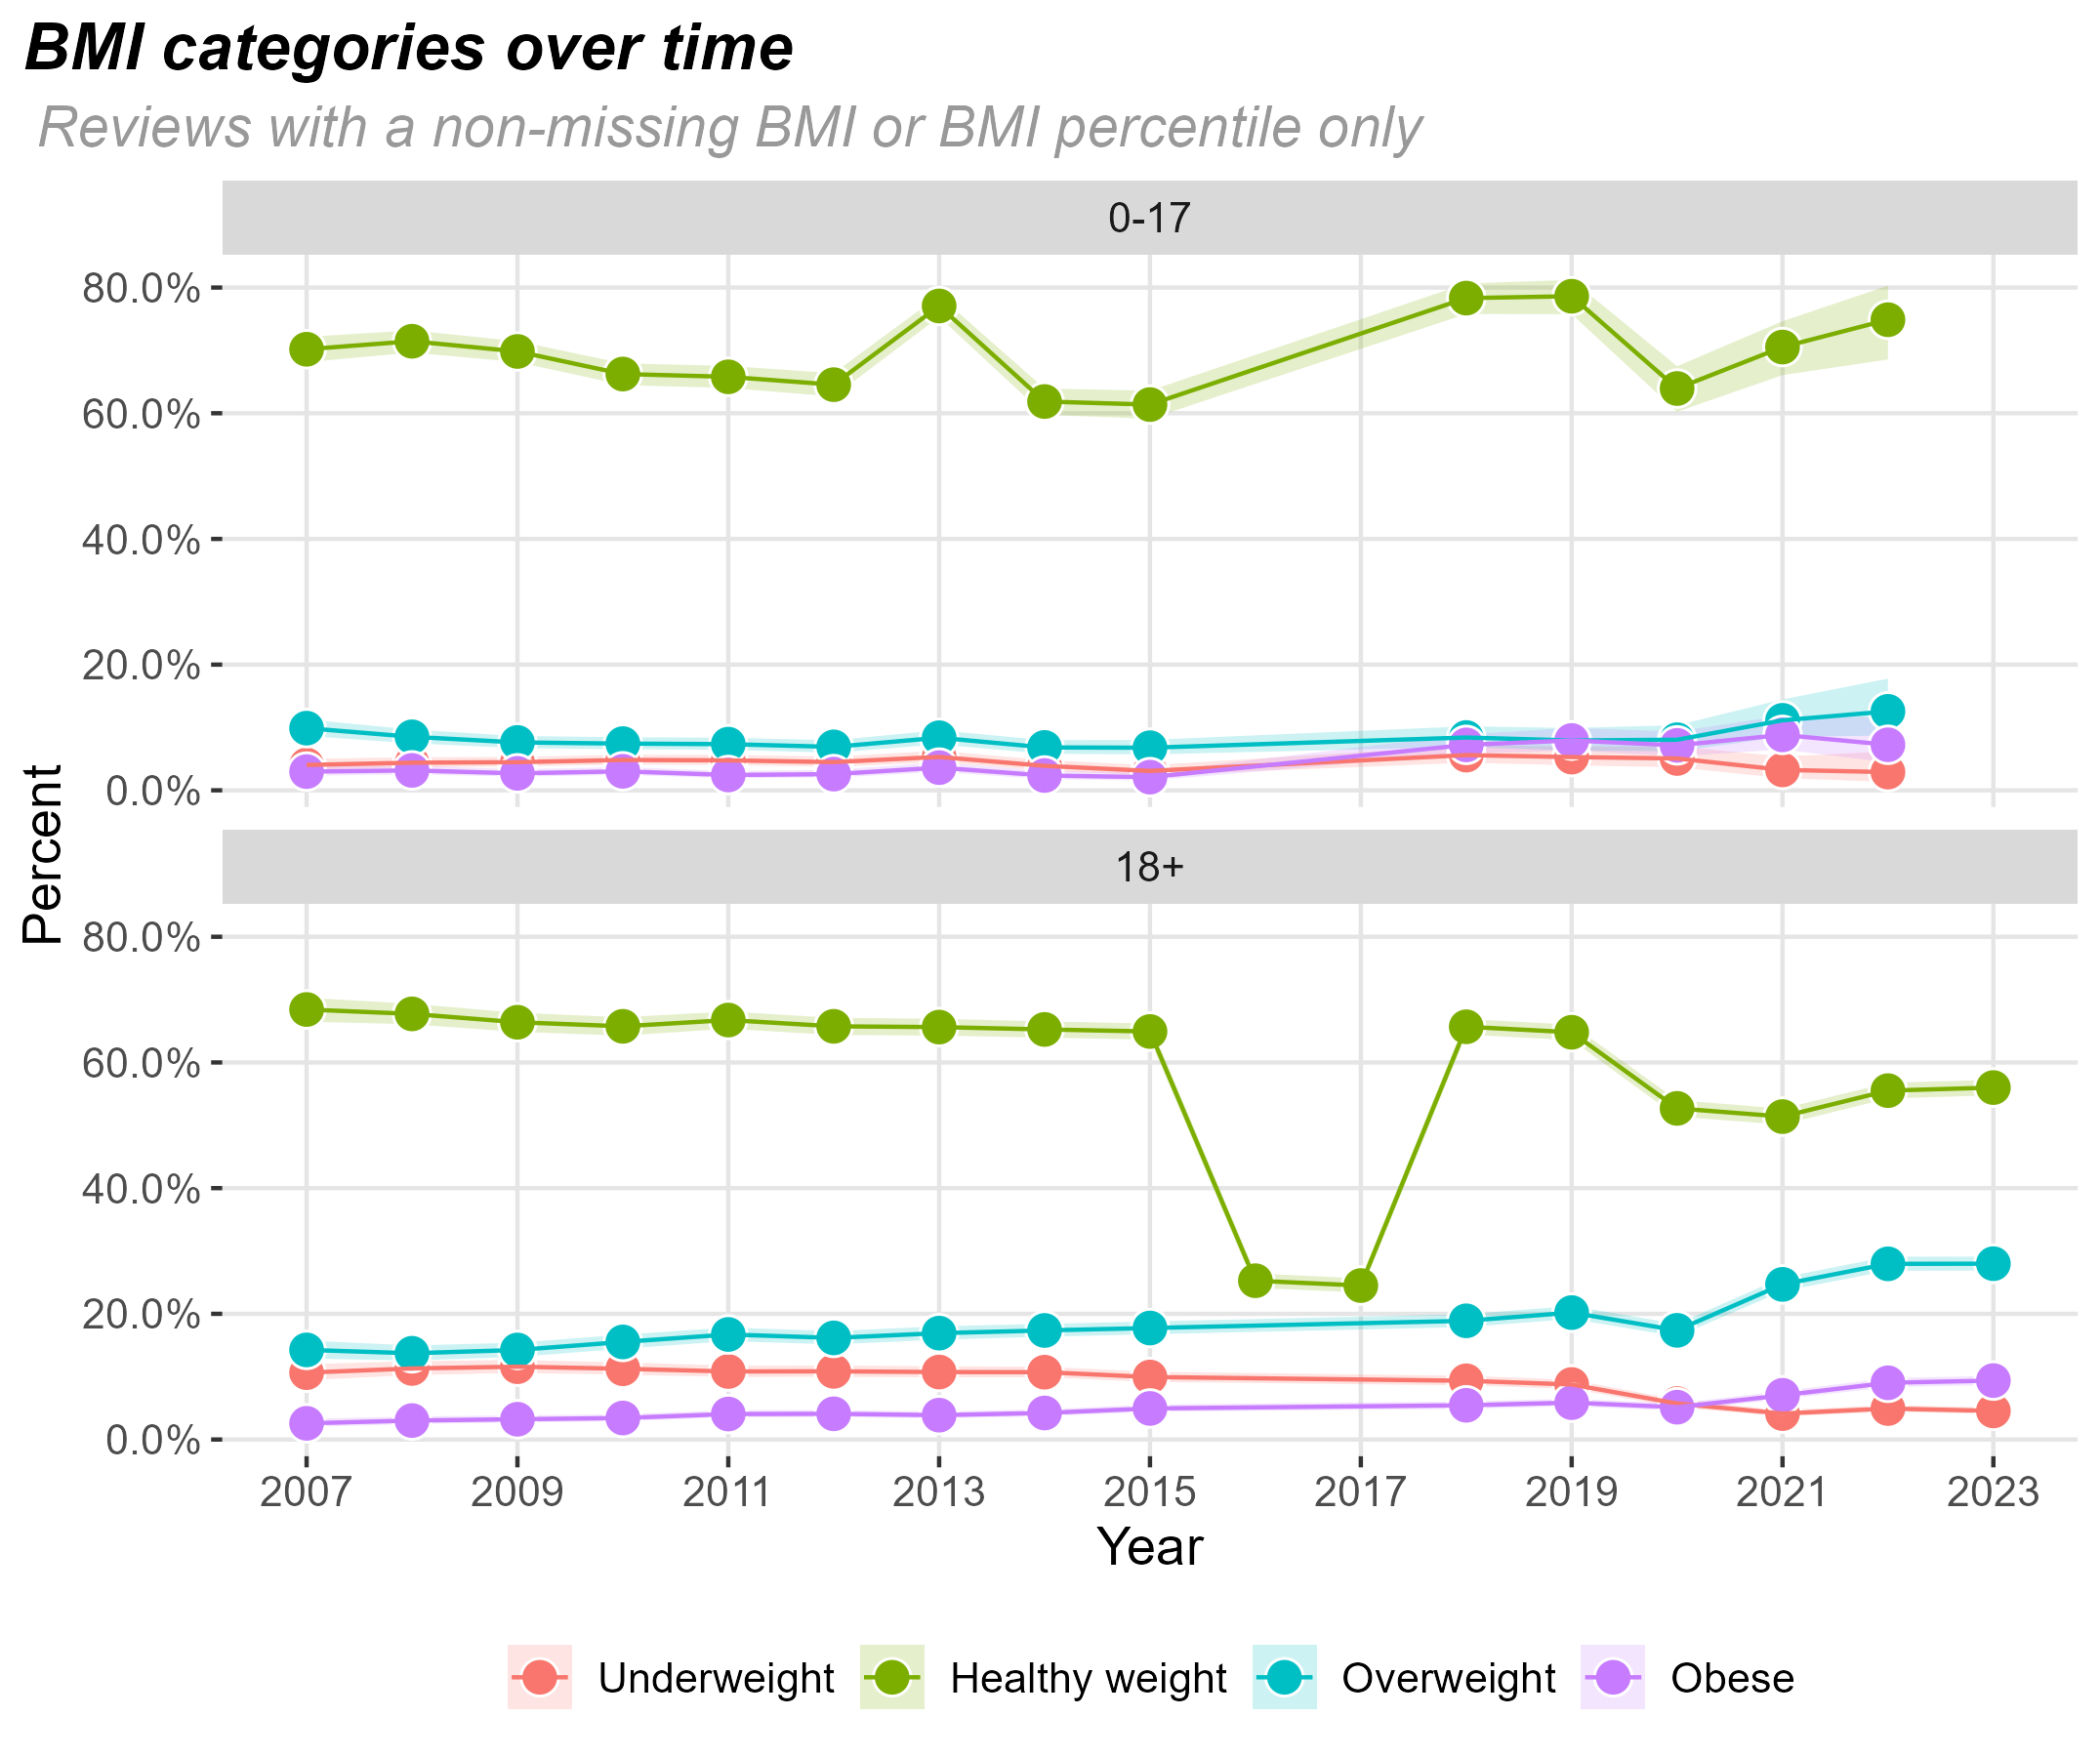 BMI categories over time
Reviews with a non-missing BMI or BMI percentile only
0-17
80.0%
60.0%
40.0%
20.0%
0.0%
Percent
18+
80.0%
60.0%
40.0%
20.0%
0.0%
2007 2009 2011 2013 2015 2017 2019 2021 2023
Year
Underweight Healthy weight Overweight Obese